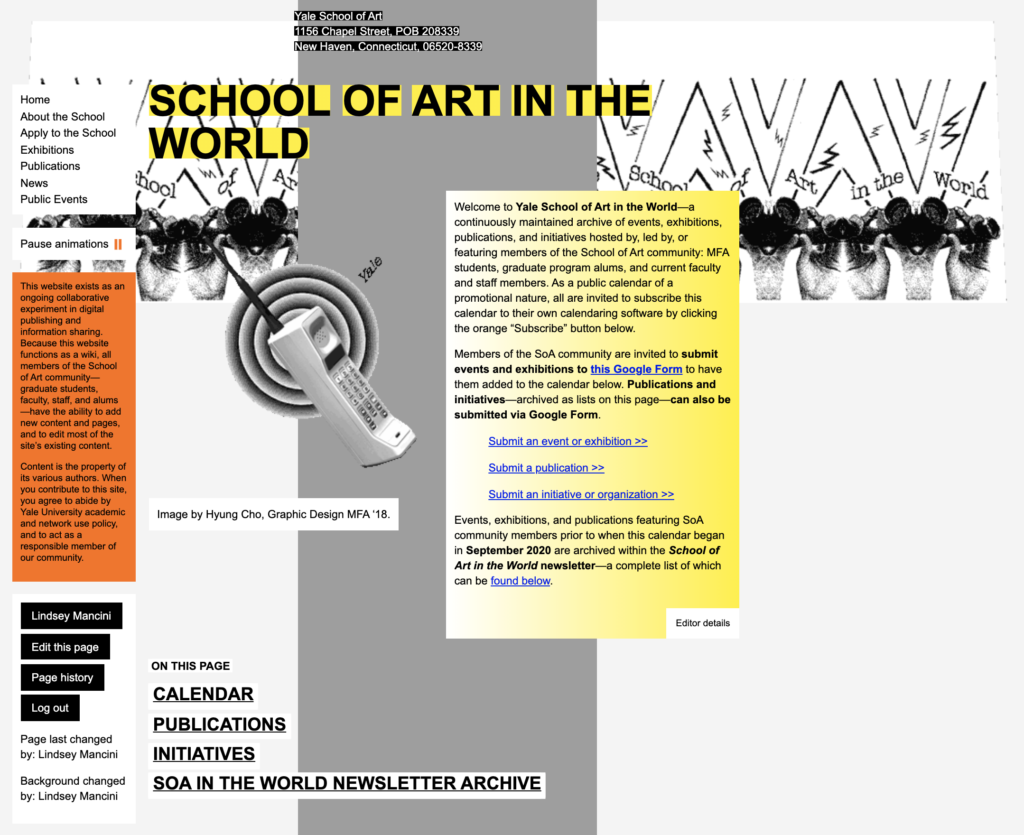 Yale School of Art
1156 Chapel Street, POB 208339
New Haven, Connecticut, 06520-8339
Home
About the School
Apply to the School
Exhibitions
Publications
News
Public Events
Pause animations
This website exists as an
ongoing collaborative
experiment in digital
publishing and
information sharing.
Because this website
functions as a wiki, all
members of the School
of Art community—
graduate students,
faculty, staff, and alums
—have the ability to add
new content and pages,
and to edit most of the
site’s existing content.
Content is the property of
its various authors. When
you contribute to this site,
you agree to abide by
Yale University academic
and network use policy,
and to act as a
responsible member of
our community.
Lindsey Mancini
Edit this page
Page history
Log out
Page last changed
by: Lindsey Mancini
Background changed
by: Lindsey Mancini
SCHOOL OF ART IN THE
WORLD
hool of Ar
School of Art in the World
Yale
Image by Hyung Cho, Graphic Design MFA ’18.
Welcome to Yale School of Art in the World—a
continuously maintained archive of events, exhibitions,
publications, and initiatives hosted by, led by, or
featuring members of the School of Art community: MFA
students, graduate program alums, and current faculty
and staff members. As a public calendar of a
promotional nature, all are invited to subscribe this
calendar to their own calendaring software by clicking
the orange “Subscribe” button below.
Members of the SoA community are invited to submit
events and exhibitions to this Google Form to have
them added to the calendar below. Publications and
initiatives—archived as lists on this page—can also be
submitted via Google Form.
Submit an event or exhibition >>
Submit a publication >>
Submit an initiative or organization >>
Events, exhibitions, and publications featuring SoA
community members prior to when this calendar began
in September 2020 are archived within the School of
Art in the World newsletter—a complete list of which
can be found below.
Editor details
ON THIS PAGE
CALENDAR
PUBLICATIONS
INITIATIVES
SOA IN THE WORLD NEWSLETTER ARCHIVE